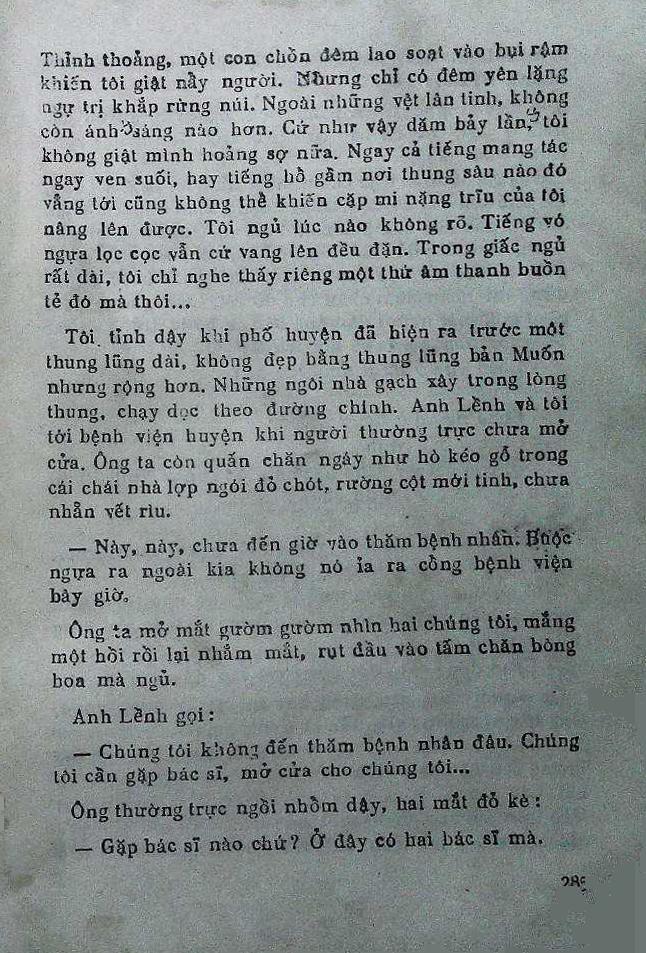 Thỉnh thoảng, một con chồn đêm lao soạt vào bụi rậm
khiến tôi giật nẩy người. Nhưng chỉ có đêm yên lặng
ngự trị khắp rừng núi. Ngoài những vệt lân tinh, không
còn ánh sáng nào hơn. Cứ như vậy dăm bảy lần, tôi
không giật mình hoảng sợ nữa. Ngay cả tiếng mang tác
ngay ven suối, hay tiếng hổ gầm nơi thung sâu nào đó
vẳng tới cũng không thể khiến cặp mi nặng trĩu của tôi
nâng lên được. Tôi ngủ lúc nào không rõ. Tiếng vó
ngựa lọc cọc vẫn cứ vang lên đều đặn. Trong giấc ngủ
rất dài, tôi chỉ nghe thấy riêng một thứ âm thanh buồn
tẻ đó mà thôi...
Tôi tỉnh dậy khi phố huyện đã hiện ra trước một
thung lũng dài, không đẹp bằng thung lũng bản Muốn
nhưng rộng hơn. Những ngôi nhà gạch xây trong lòng
thung, chạy dọc theo đường chính. Anh Lềnh và tôi
tới bệnh viện huyện khi người thường trực chưa mở
cửa. Ông ta còn quấn chăn ngáy như hò kéo gỗ trong
cái chái nhà lợp ngói đỏ chót, rường cột mới tinh, chưa
nhẵn vết rìu.
— Này, này, chưa đến giờ vào thăm bệnh nhân. Buộc
ngựa ra ngoài kia không nó ỉa ra cổng bệnh viện
bây giờ.
Ông ta mở mắt gườm gườm nhìn hai chúng tôi, mắng
một hồi rồi lại nhắm mắt, rụt đầu vào tấm chăn bông
hoa mà ngủ.
Anh Lềnh gọi:
— Chúng tôi không đến thăm bệnh nhân đâu. Chúng
tôi cần gặp bác sĩ, mở cửa cho chúng tôi...
Ông thường trực ngồi nhổm dậy, hai mắt đỏ kè:
— Gặp bác sĩ nào chứ? Ở đây có hai bác sĩ mà.